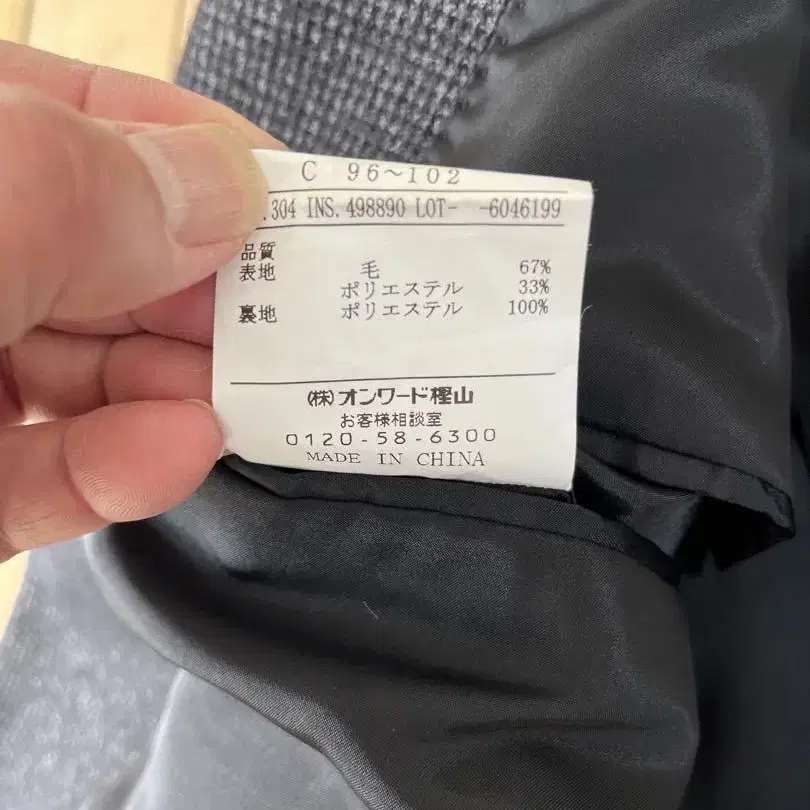 C 96~102
.304 INS. 498890 LOT- -6046199
品質
表地 毛 67%
ポリエステル 33%
裏地 ポリエステル 100%
(株)オンワード樫山
お客様相談室
0120-58-6300
MADE IN CHINA